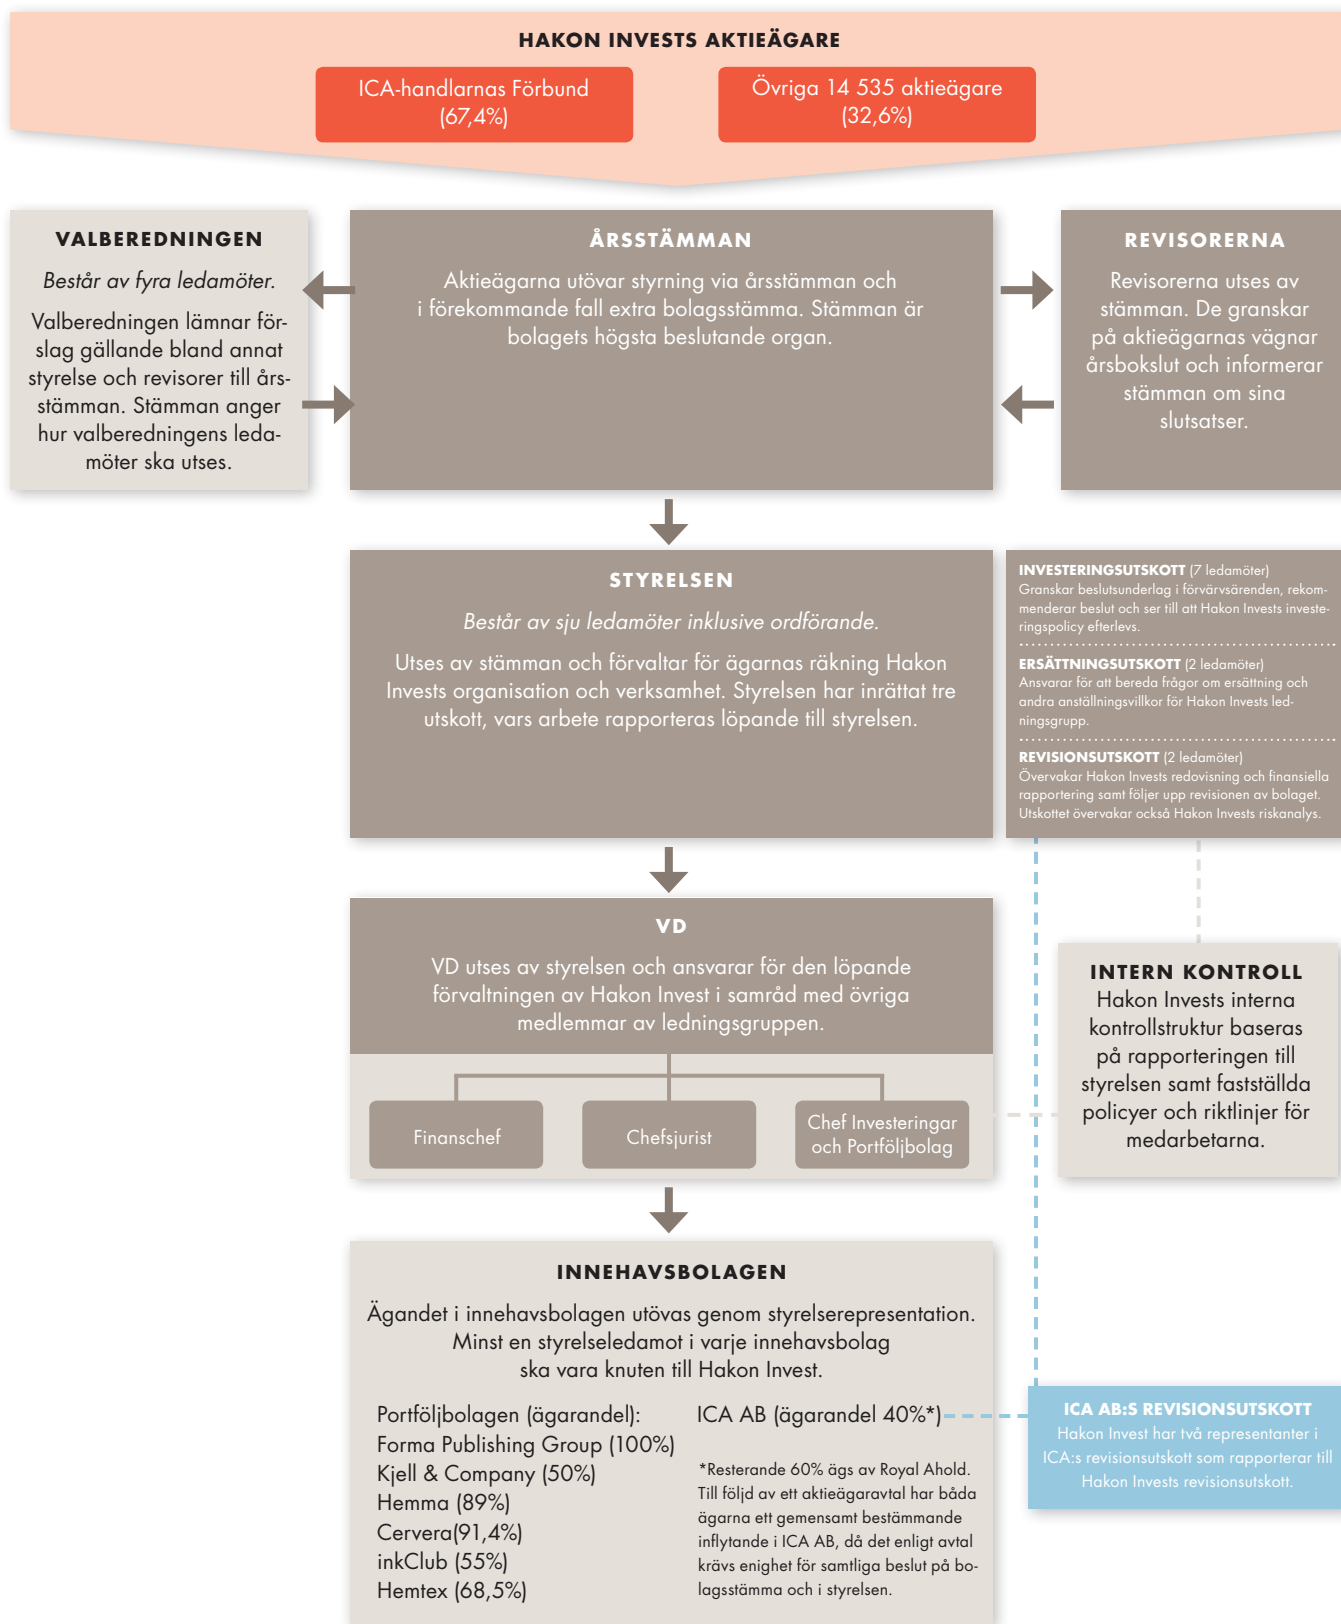 HAKON INVESTS AKTIEÄGARE
ICA-handlarnas Förbund
(67,4%)
Övriga 14 535 aktieägare
(32,6%)
VALBEREDNINGEN
Består av fyra ledamöter.
Valberedningen lämnar för-
slag gällande bland annat
styrelse och revisorer till års-
stämman. Stämman anger
hur valberedningens leda-
möter ska utses.
ÅRSSTÄMMAN
Aktieägarna utövar styrning via årsstämman och
i förekommande fall extra bolagsstämma. Stämman är
bolagets högsta beslutande organ.
REVISORERNA
Revisorerna utses av
stämman. De granskar
på aktieägarnas vägnar
årsbokslut och informerar
stämman om sina
slutsatser.
STYRELSEN
Består av sju ledamöter inklusive ordförande.
Utses av stämman och förvaltar för ägarnas räkning Hakon
Invests organisation och verksamhet. Styrelsen har inrättat tre
utskott, vars arbete rapporteras löpande till styrelsen.
INVESTERINGSUTSKOTT (7 ledamöter)
Granskar beslutsunderlag i förvärvsärenden, rekom-
menderar beslut och ser till att Hakon Invests investe-
ringspolicy efterlevs.
ERSÄTTNINGSUTSKOTT (2 ledamöter)
Ansvarar för att bereda frågor om ersättning och
andra anställningsvillkor för Hakon Invests led-
ningsgrupp.
REVISIONSUTSKOTT (2 ledamöter)
Övervakar Hakon Invests redovisning och finansiella
rapportering samt följer upp revisionen av bolaget.
Utskottet övervakar också Hakon Invests riskanalys.
VD
VD utses av styrelsen och ansvarar för den löpande
förvaltningen av Hakon Invest i samråd med övriga
medlemmar av ledningsgruppen.
Finanschef
Chefsjurist
Chef Investeringar
och Portföljbolag
INTERN KONTROLL
Hakon Invests interna
kontrollstruktur baseras
på rapporteringen till
styrelsen samt fastställda
policyer och riktlinjer för
medarbetarna.
INNEHAVSBOLAGEN
Ägandet i innehavsbolagen utövas genom styrelserepresentation.
Minst en styrelseledamot i varje innehavsbolag
ska vara knuten till Hakon Invest.
Portföljbolagen (ägarandel):
Forma Publishing Group (100%)
Kjell & Company (50%)
Hemma (89%)
Cervera(91,4%)
inkClub (55%)
Hemtex (68,5%)
ICA AB (ägarandel 40%*)
*Resterande 60% ägs av Royal Ahold.
Till följd av ett aktieägaravtal har båda
ägarna ett gemensamt bestämmande
inflytande i ICA AB, då det enligt avtal
krävs enighet för samtliga beslut på bo-
lagsstämma och i styrelsen.
ICA AB:S REVISIONSUTSKOTT
Hakon Invest har två representanter i
ICA:s revisionutskott som rapporterar till
Hakon Invests revisionsutskott.